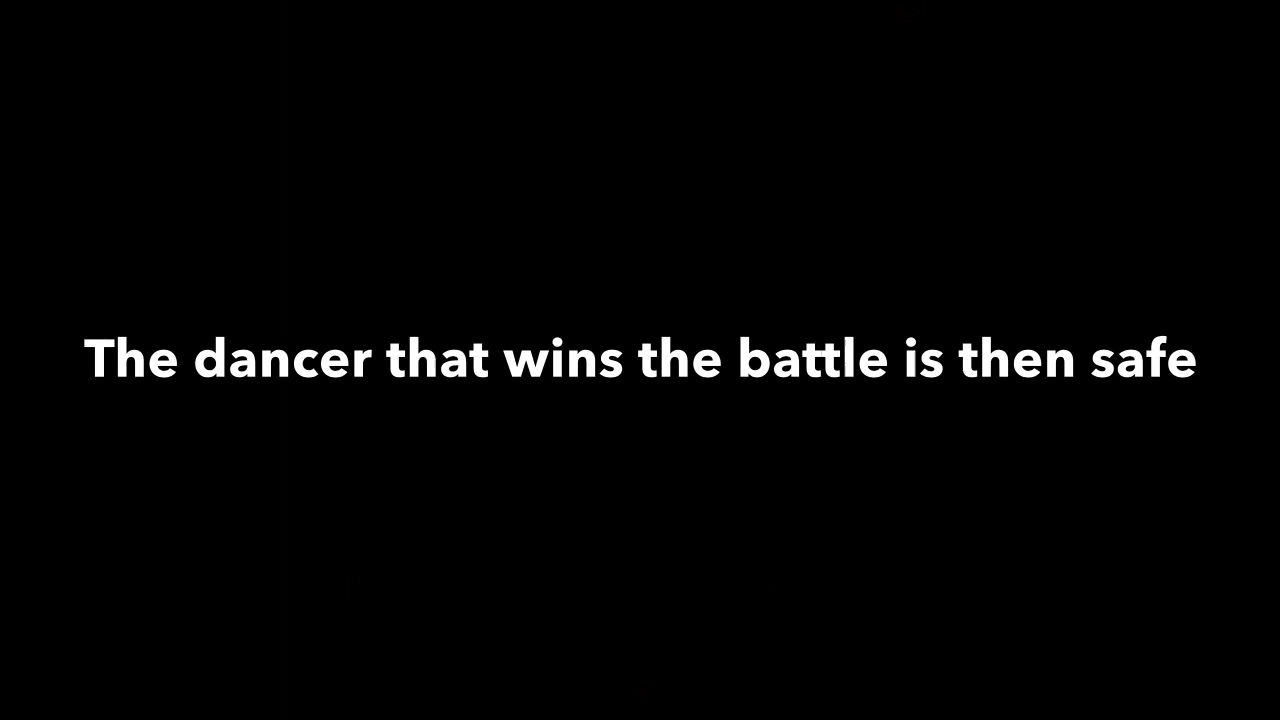 The dancer that wins the battle is then safe